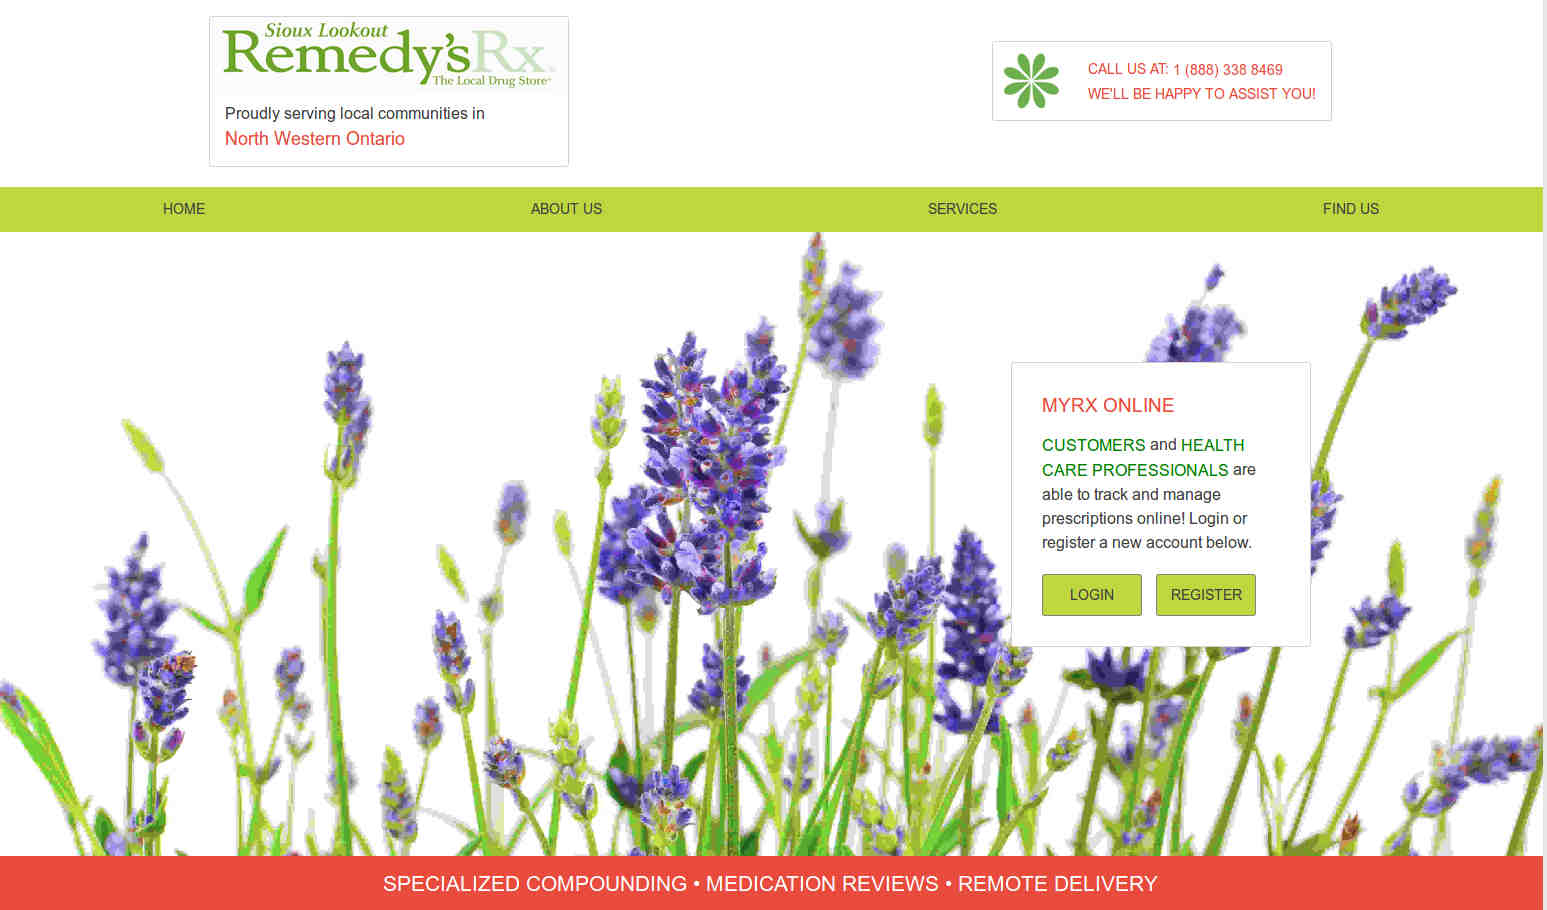 Sioux Lookout
Remedy'sRx
The Local Drug Store
Proudly serving local communities in
North Western Ontario
CALL US AT: 1 (888) 338 8469
WE'LL BE HAPPY TO ASSIST YOU!
HOME ABOUT US SERVICES FIND US
MYRX ONLINE
CUSTOMERS and HEALTH
CARE PROFESSIONALS are
able to track and manage
prescriptions online! Login or
register a new account below.
LOGIN REGISTER
SPECIALIZED COMPOUNDING • MEDICATION REVIEWS • REMOTE DELIVERY